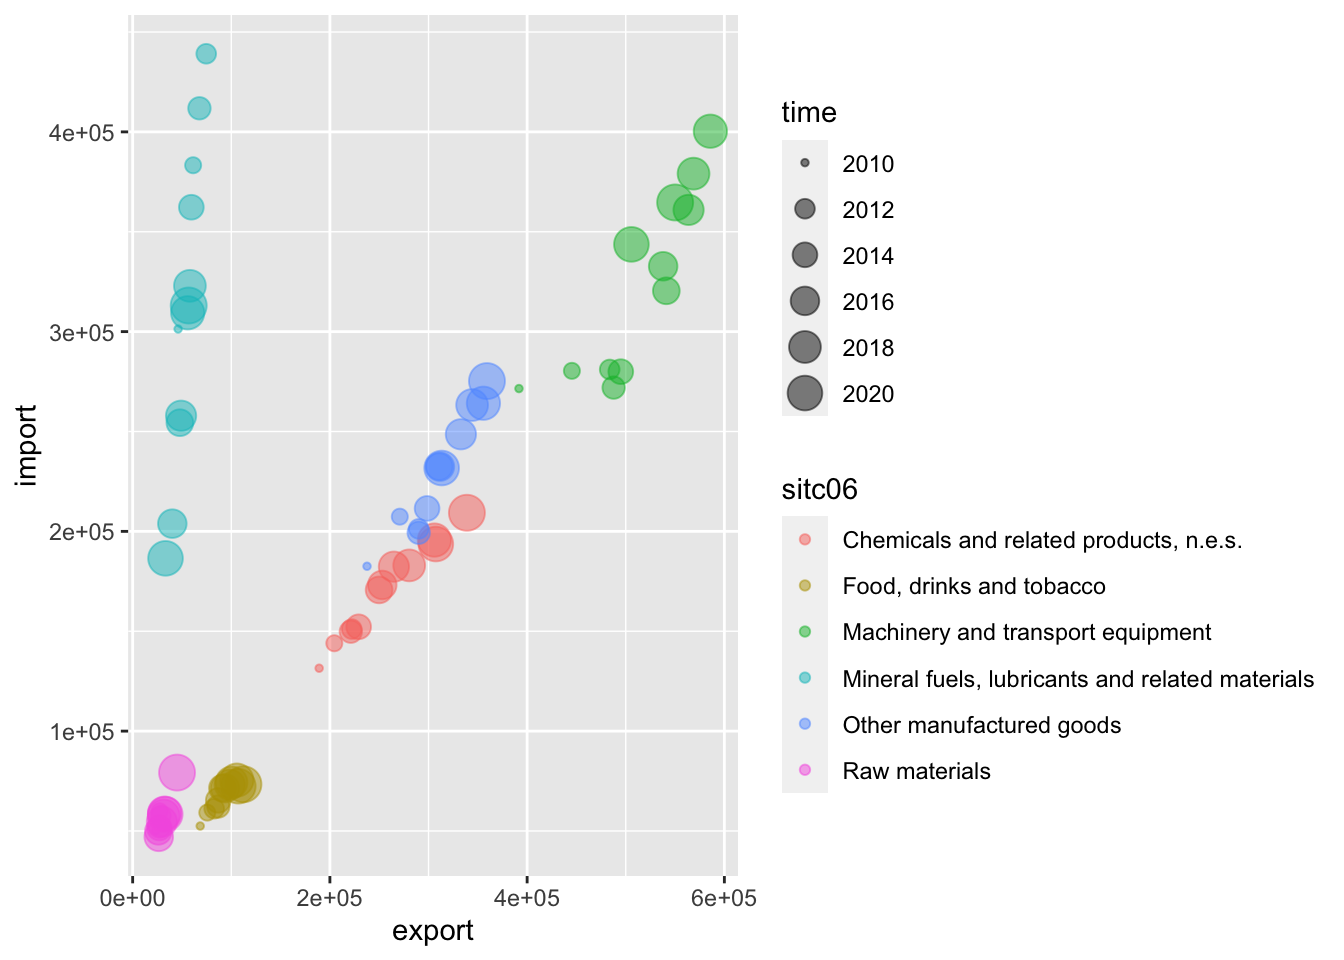 4e+05
3e+05
2e+05
1e+05
import
0e+00
2e+05
4e+05
6e+05
export
time
2010
2012
2014
2016
2018
2020
sitc06
Chemicals and related products, n.e.s.
Food, drinks and tobacco
Machinery and transport equipment
Mineral fuels, lubricants and related materials
Other manufactured goods
Raw materials